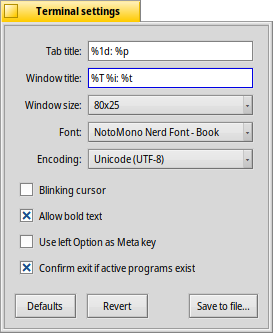 Terminal settings
Tab title: %1d: %p
Window title: %T %i: %t
Window size: 80x25
Font: NotoMono Nerd Font - Book
Encoding: Unicode (UTF-8)
Blinking cursor
Allow bold text
Use left Option as Meta key
Confirm exit if active programs exist
Defaults Revert Save to file...